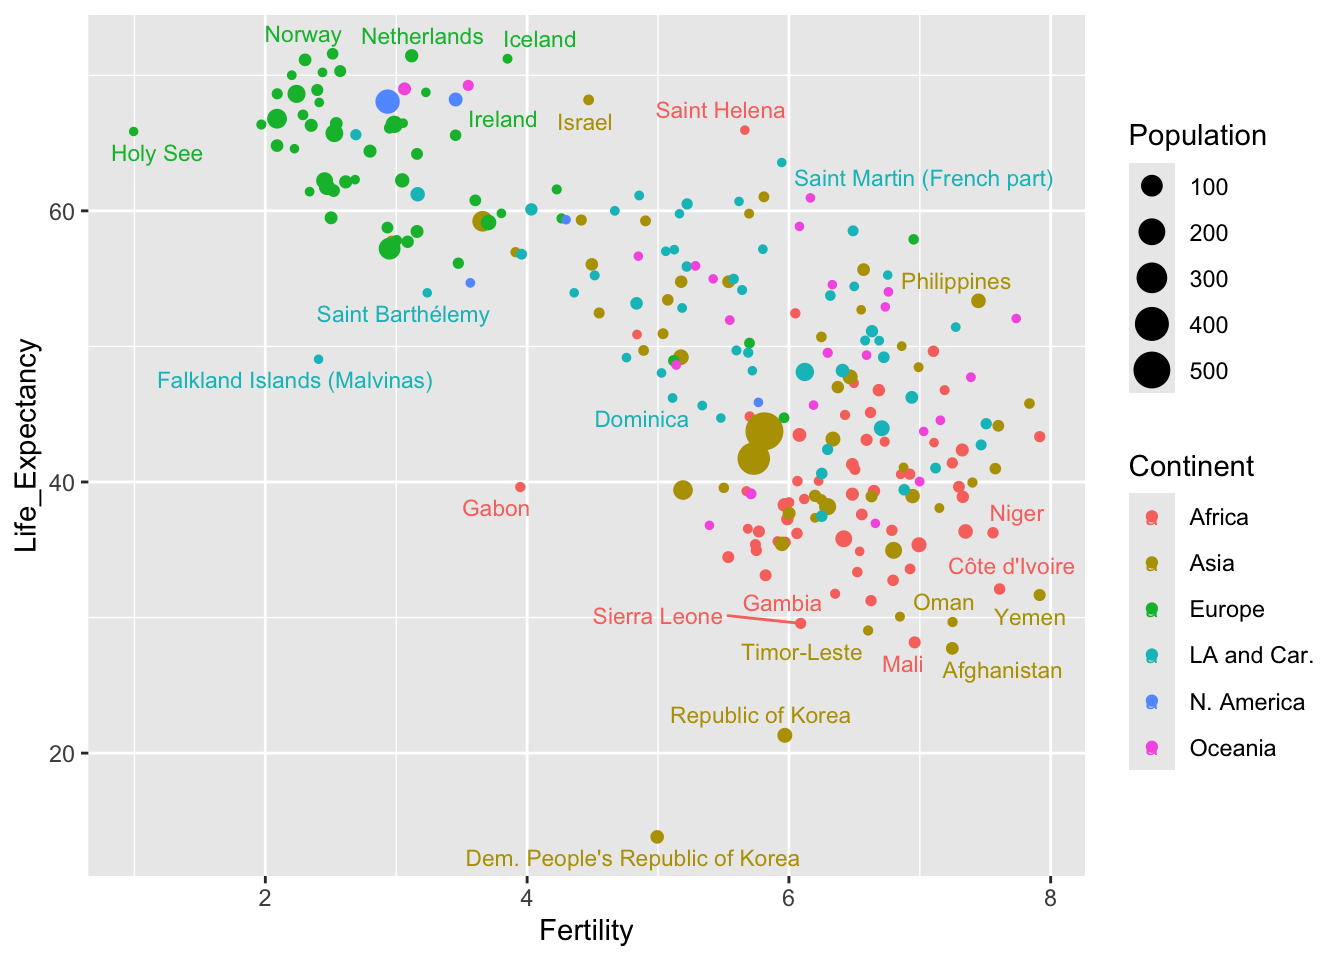 Norway
Netherlands
Iceland
Holy See
Ireland
Israel
Saint Helena
Saint Martin (French part)
Philippines
Saint Barthélemy
Falkland Islands (Malvinas)
Dominica
Gabon
Niger
Côte d'Ivoire
Gambia
Oman
Sierra Leone
Yemen
Timor-Leste
Mali
Afghanistan
Republic of Korea
Dem. People's Republic of Korea
60
40
20
Life_Expectancy
2 4 6 8
Fertility
Population
100
200
300
400
500
Continent
a Africa
a Asia
a Europe
a LA and Car.
a N. America
a Oceania